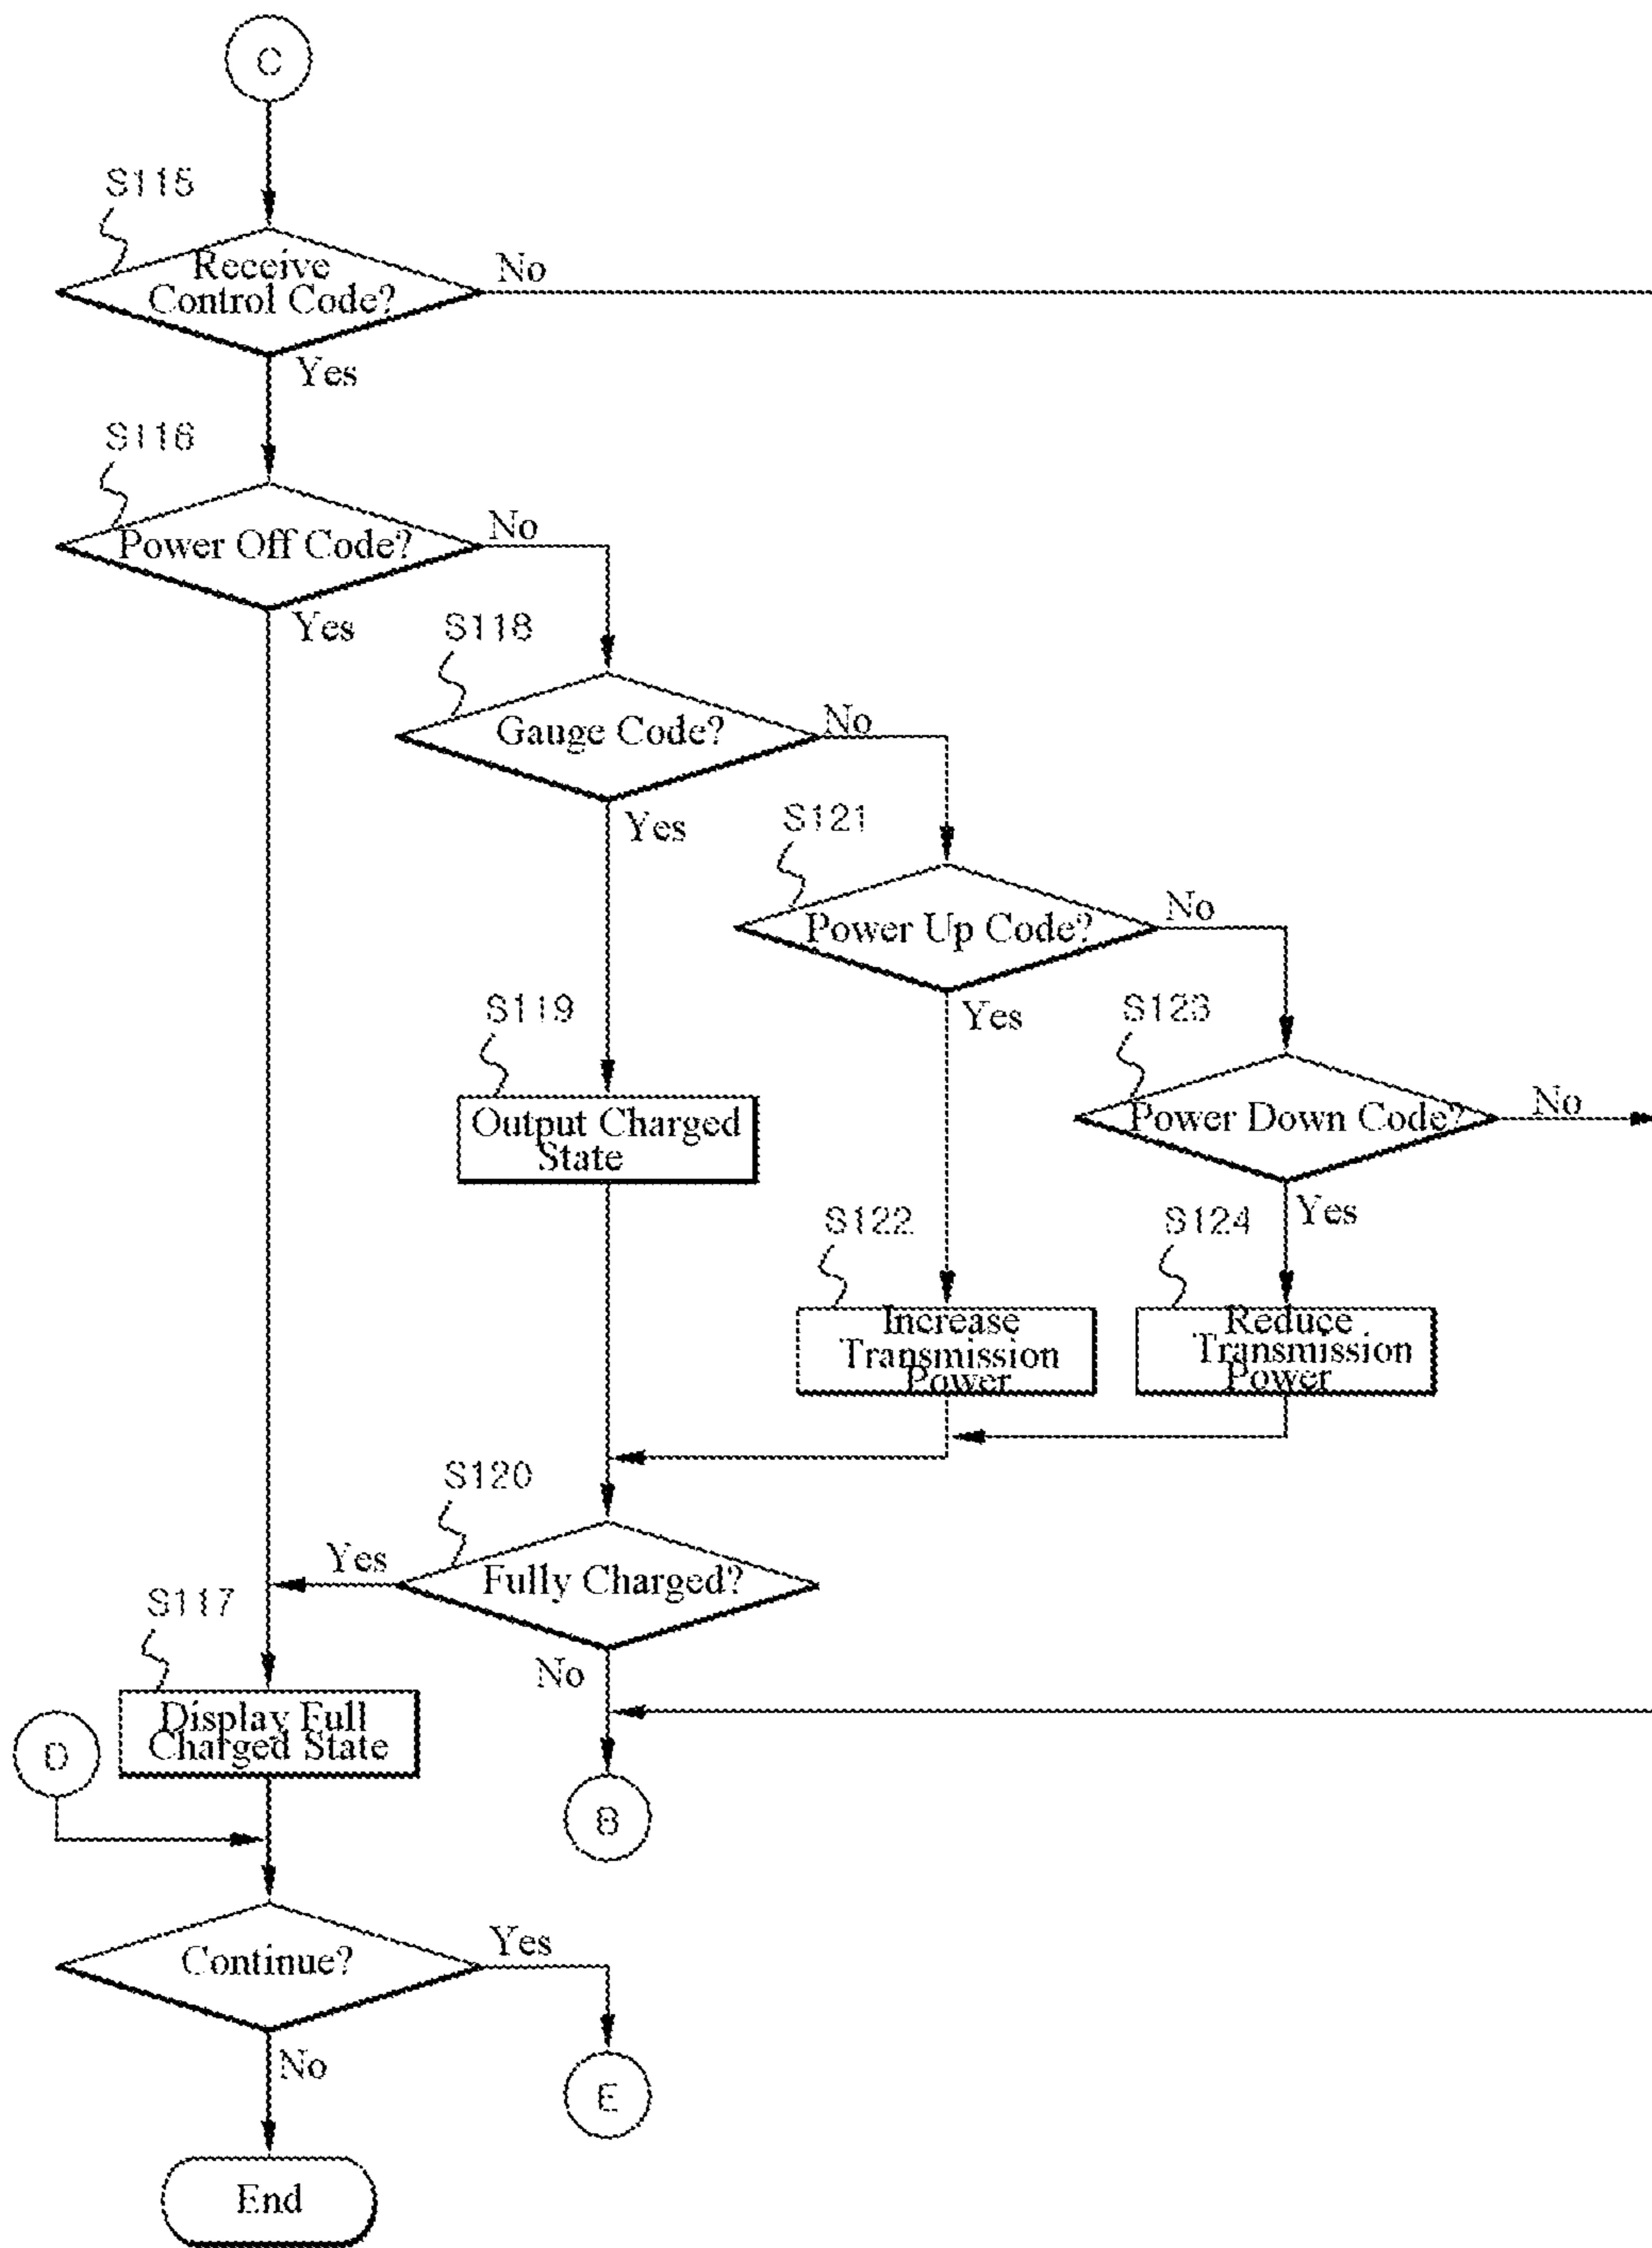 C
S115
Receive
Control Code?
No
Yes
S116
Power Off Code?
No
Yes
S118
Gauge Code?
No
Yes
S121
Power Up Code?
No
Yes
S119
Output Charged
State
S123
Power Down Code?
No
Yes
S122
Increase
Transmission
Power
S124
Reduce
Transmission
Power
S120
Fully Charged?
Yes
No
S117
Display Full
Charged State
D
B
Continue?
Yes
No
E
End